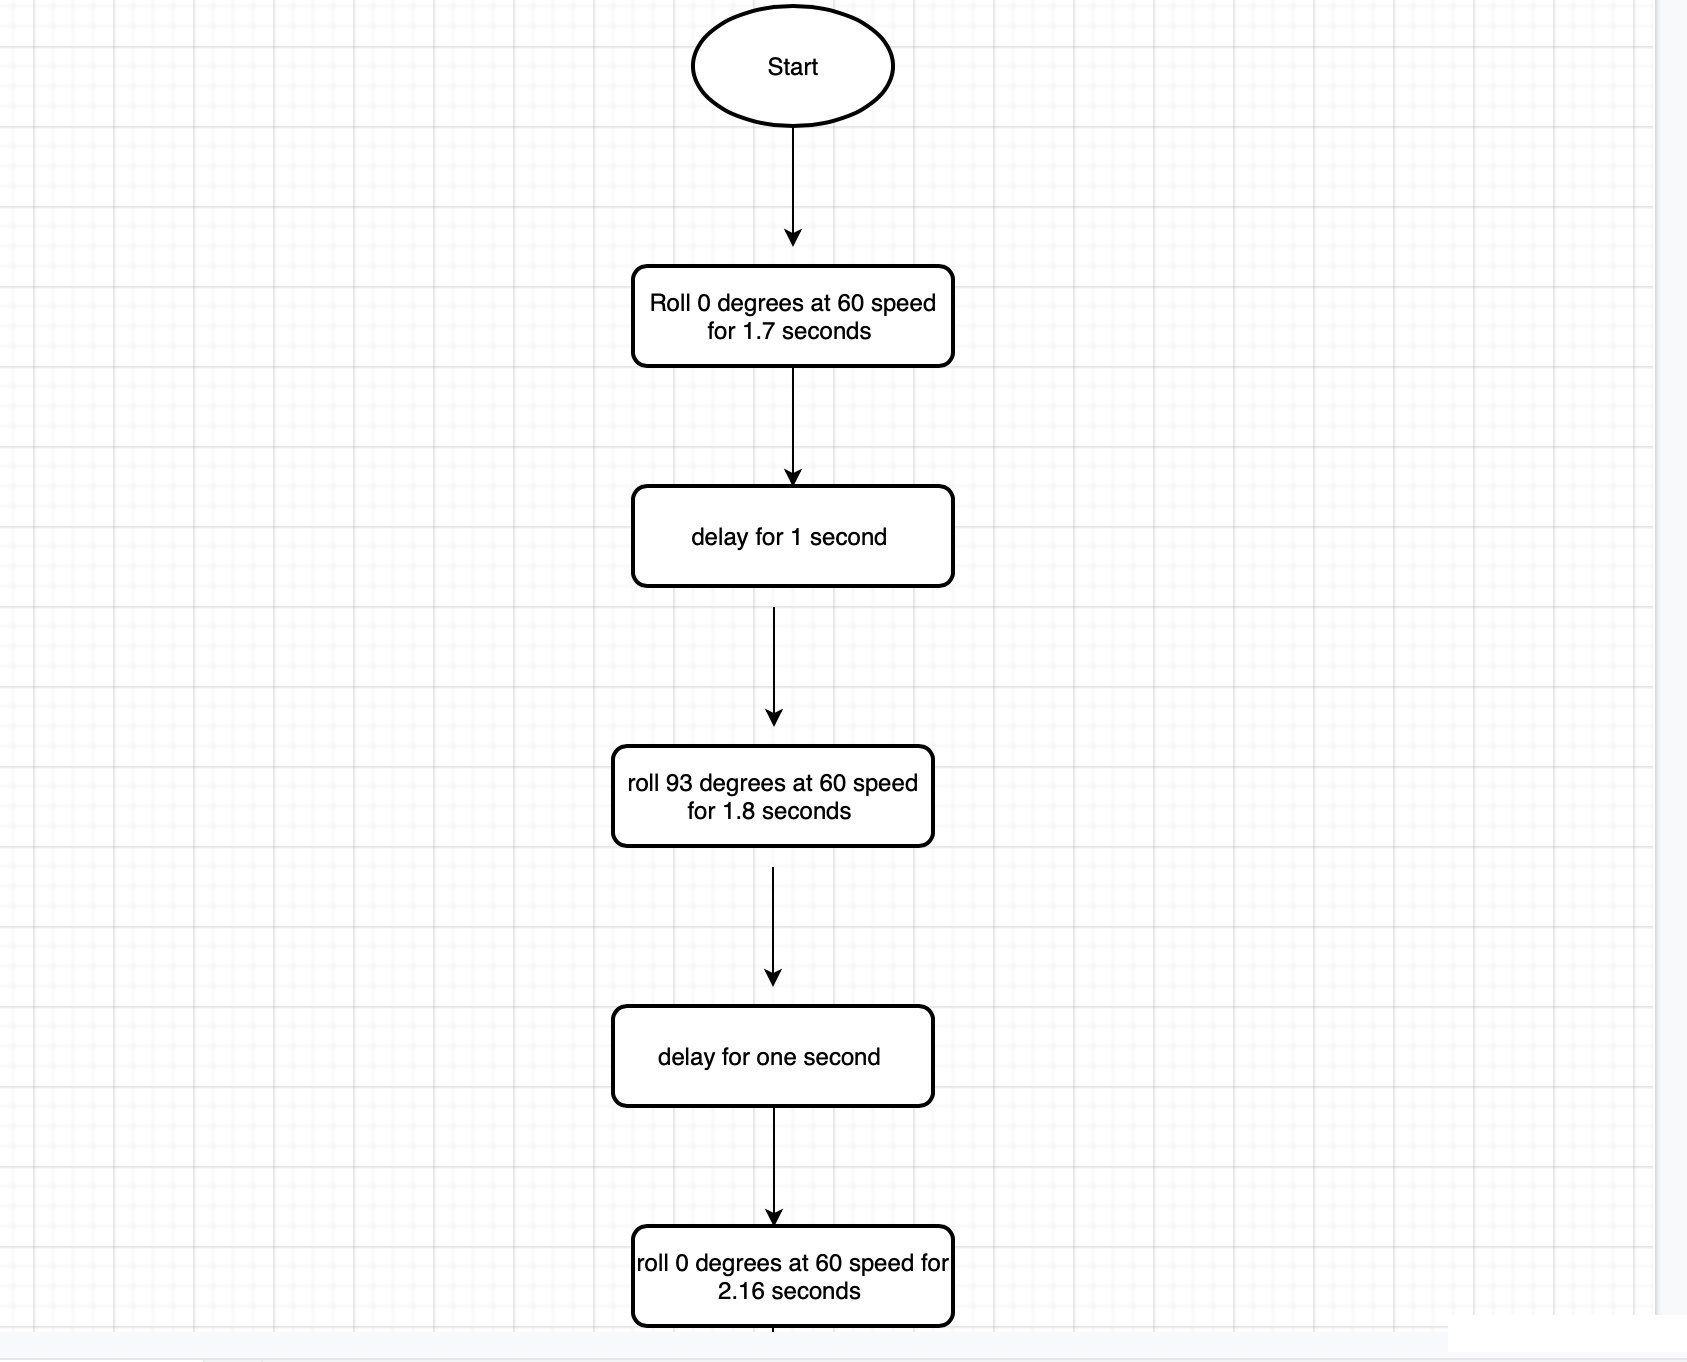 Start
Roll 0 degrees at 60 speed
for 1.7 seconds
delay for 1 second
roll 93 degrees at 60 speed
for 1.8 seconds
delay for one second
roll 0 degrees at 60 speed for
2.16 seconds